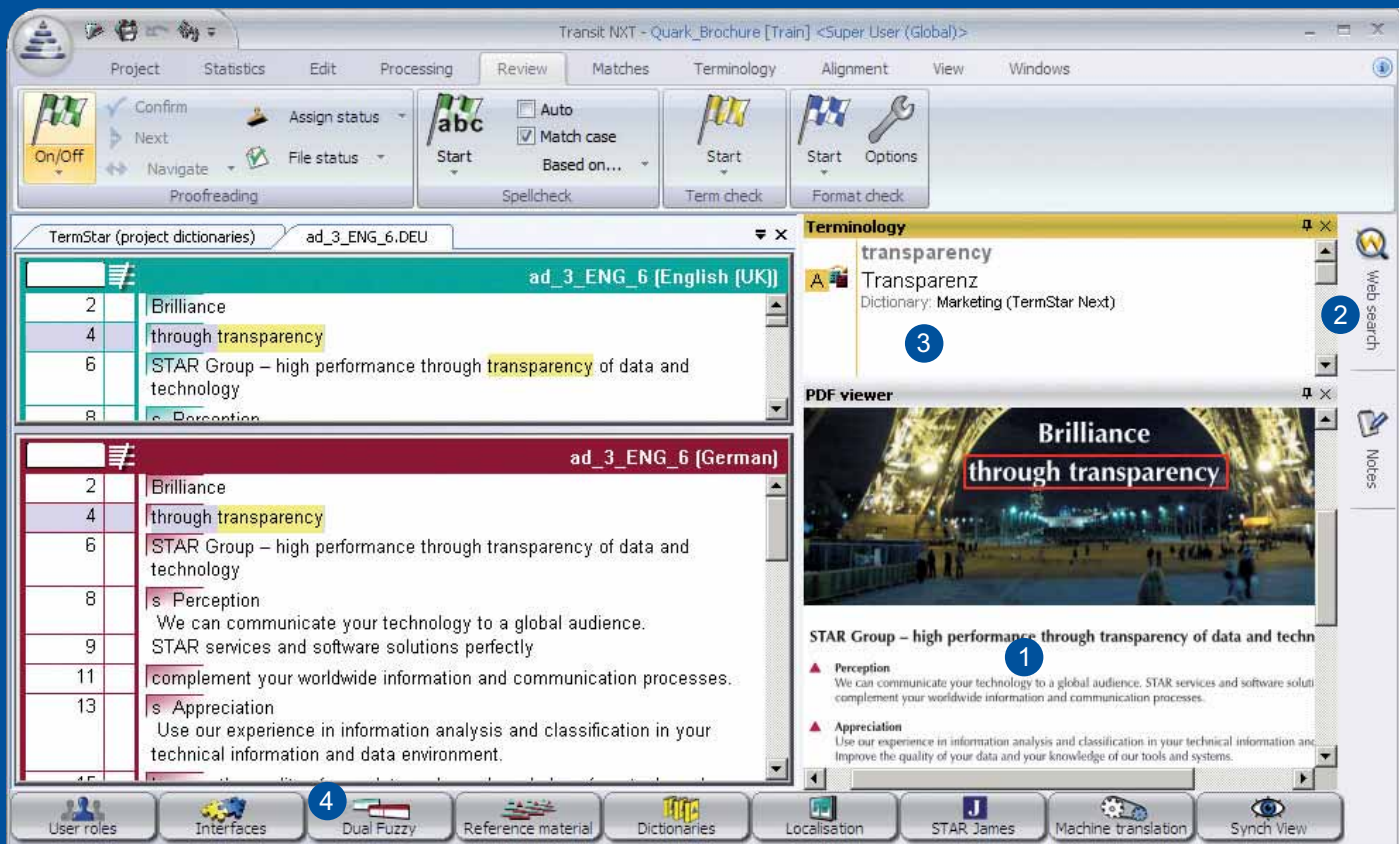 Transit NXT - Quark_Brochure [Train] <Super User (Global)>
Project Statistics Edit Processing Review Matches Terminology Alignment View Windows
On/Off
Confirm
Next
Navigate
Assign status
File status
Proofreading
abc
Start
Auto
Match case
Based on...
Spellcheck
Start
Term check
Start
Options
Format check
TermStar (project dictionaries)
ad_3_ENG_6.DEU
ad_3_ENG_6 (English (UK))
2 Brilliance
4 through transparency
6 STAR Group – high performance through transparency of data and
technology
8 s Perception
ad_3_ENG_6 (German)
2 Brilliance
4 through transparency
6 STAR Group – high performance through transparency of data and
technology
8 s Perception
We can communicate your technology to a global audience.
9 STAR services and software solutions perfectly
11 complement your worldwide information and communication processes.
13 s Appreciation
Use our experience in information analysis and classification in your
technical information and data environment.
Terminology
transparency
A Transparenz
Dictionary: Marketing (TermStar Next)
3
2
Web search
Notes
PDF viewer
Brilliance
through transparency
STAR Group – high performance through transparency of data and techn
1
Perception
We can communicate your technology to a global audience. STAR services and software soluti
complement your worldwide information and communication processes.
Appreciation
Use our experience in information analysis and classification in your technical information and
Improve the quality of your data and your knowledge of our tools and systems.
4
User roles
Interfaces
Dual Fuzzy
Reference material
Dictionaries
Localisation
J
STAR James
Machine translation
Synch View